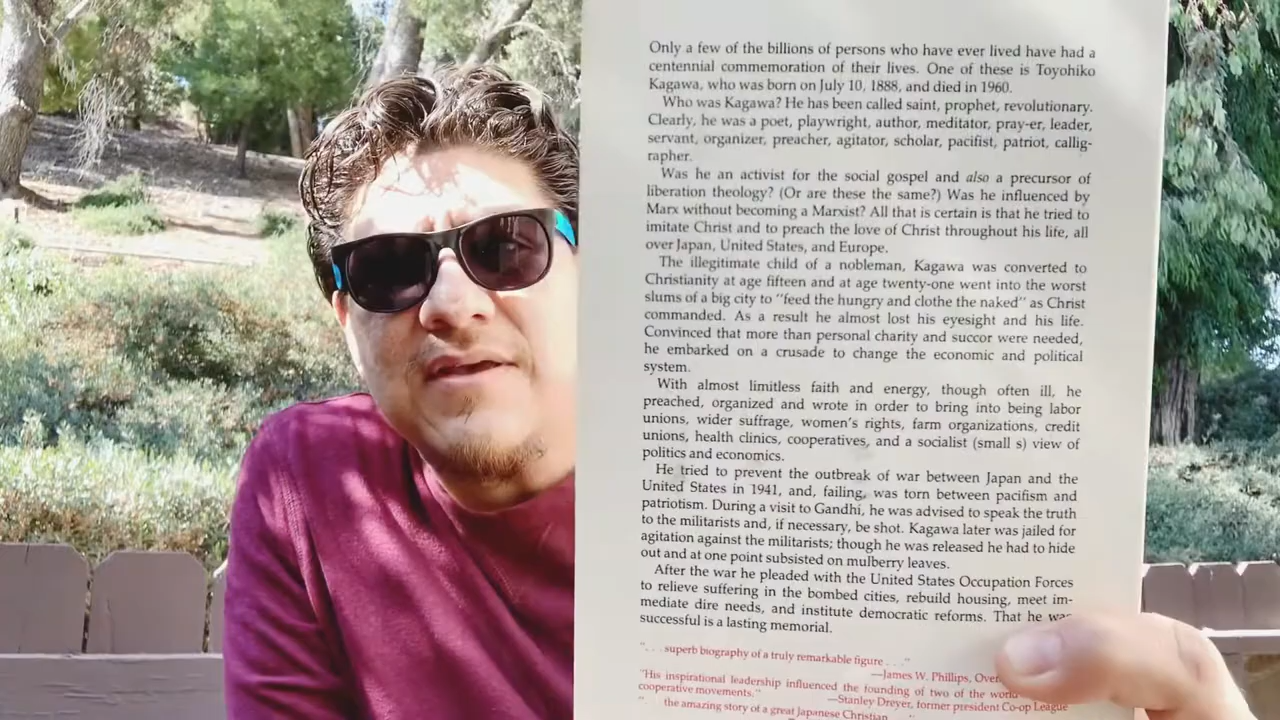 Only a few of the billions of persons who have ever lived have had a
centennial commemoration of their lives. One of these is Toyohiko
Kagawa, who was born on July 10, 1888, and died in 1960.
Who was Kagawa? He has been called saint, prophet, revolutionary.
Clearly, he was a poet, playwright, author, meditator, pray-er, leader,
servant, organizer, preacher, agitator, scholar, pacifist, patriot, callig-
rapher.
Was he an activist for the social gospel and also a precursor of
liberation theology? (Or are these the same?) Was he influenced by
Marx without becoming a Marxist? All that is certain is that he tried to
imitate Christ and to preach the love of Christ throughout his life, all
over Japan, United States, and Europe.
The illegitimate child of a nobleman, Kagawa was converted to
Christianity at age fifteen and at age twenty-one went into the worst
slums of a big city to "feed the hungry and clothe the naked" as Christ
commanded. As a result he almost lost his eyesight and his life.
Convinced that more than personal charity and succor were needed,
he embarked on a crusade to change the economic and political
system.
With almost limitless faith and energy, though often ill, he
preached, organized and wrote in order to bring into being labor
unions, wider suffrage, women's rights, farm organizations, credit
unions, health clinics, cooperatives, and a socialist (small s) view of
politics and economics.
He tried to prevent the outbreak of war between Japan and the
United States in 1941, and, failing, was torn between pacifism and
patriotism. During a visit to Gandhi, he was advised to speak the truth
to the militarists and, if necessary, be shot. Kagawa later was jailed for
agitation against the militarists; though he was released he had to hide
out and at one point subsisted on mulberry leaves.
After the war he pleaded with the United States Occupation Forces
to relieve suffering in the bombed cities, rebuild housing, meet im-
mediate dire needs, and institute democratic reforms. That he was
successful is a lasting memorial.
". . . superb biography of a truly remarkable figure . . ."
—James W. Phillips,
"His inspirational leadership influenced the founding of two of the
cooperative movements." —Stanley Dreyer, former president Co-op League
" the amazing story of a great Japanese Christian